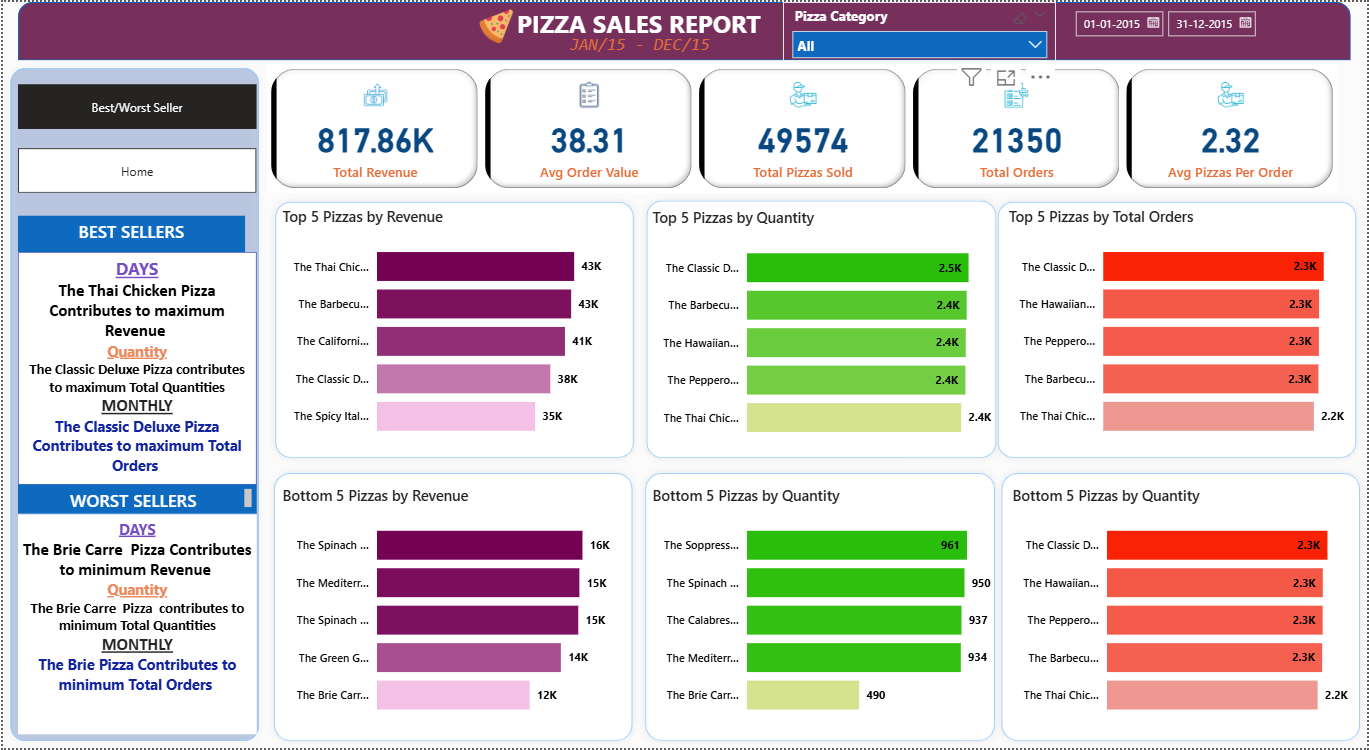 PIZZA SALES REPORT
JAN/15 - DEC/15
Pizza Category
All
01-01-2015
31-12-2015
Best/Worst Seller
Home
BEST SELLERS
DAYS
The Thai Chicken Pizza
Contributes to maximum
Revenue
Quantity
The Classic Deluxe Pizza contributes
to maximum Total Quantities
MONTHLY
The Classic Deluxe Pizza
Contributes to maximum Total
Orders
WORST SELLERS
DAYS
The Brie Carre  Pizza Contributes
to minimum Revenue
Quantity
The Brie Carre  Pizza  contributes to
minimum Total Quantities
MONTHLY
The Brie Pizza Contributes to
minimum Total Orders
817.86K
Total Revenue
38.31
Avg Order Value
49574
Total Pizzas Sold
21350
Total Orders
2.32
Avg Pizzas Per Order
Top 5 Pizzas by Revenue
The Thai Chic... 43K
The Barbecu... 43K
The Californi... 41K
The Classic D... 38K
The Spicy Ital... 35K
Top 5 Pizzas by Quantity
The Classic D... 2.5K
The Barbecu... 2.4K
The Hawaiian... 2.4K
The Peppero... 2.4K
The Thai Chic... 2.4K
Top 5 Pizzas by Total Orders
The Classic D... 2.3K
The Hawaiian... 2.3K
The Peppero... 2.3K
The Barbecu... 2.3K
The Thai Chic... 2.2K
Bottom 5 Pizzas by Revenue
The Spinach ... 16K
The Mediterr... 15K
The Spinach ... 15K
The Green G... 14K
The Brie Carr... 12K
Bottom 5 Pizzas by Quantity
The Soppress... 961
The Spinach ... 950
The Calabres... 937
The Mediterr... 934
The Brie Carr... 490
Bottom 5 Pizzas by Quantity
The Classic D... 2.3K
The Hawaiian... 2.3K
The Peppero... 2.3K
The Barbecu... 2.3K
The Thai Chic... 2.2K